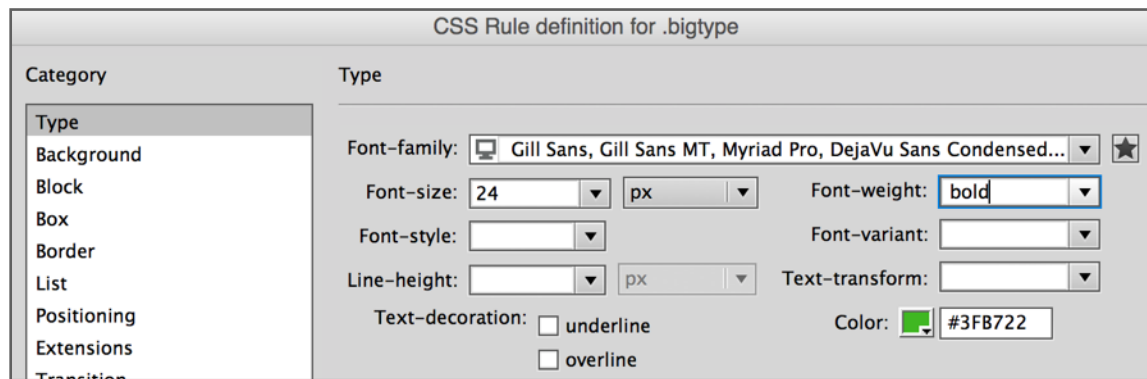 CSS Rule definition for .bigtype
Category
Type
Type
Background
Block
Box
Border
List
Positioning
Extensions
Transition
Font-family: Gill Sans, Gill Sans MT, Myriad Pro, DejaVu Sans Condensed...
Font-size: 24 px Font-weight: bold
Font-style: Font-variant:
Line-height: px Text-transform:
Text-decoration: underline Color: #3FB722
overline